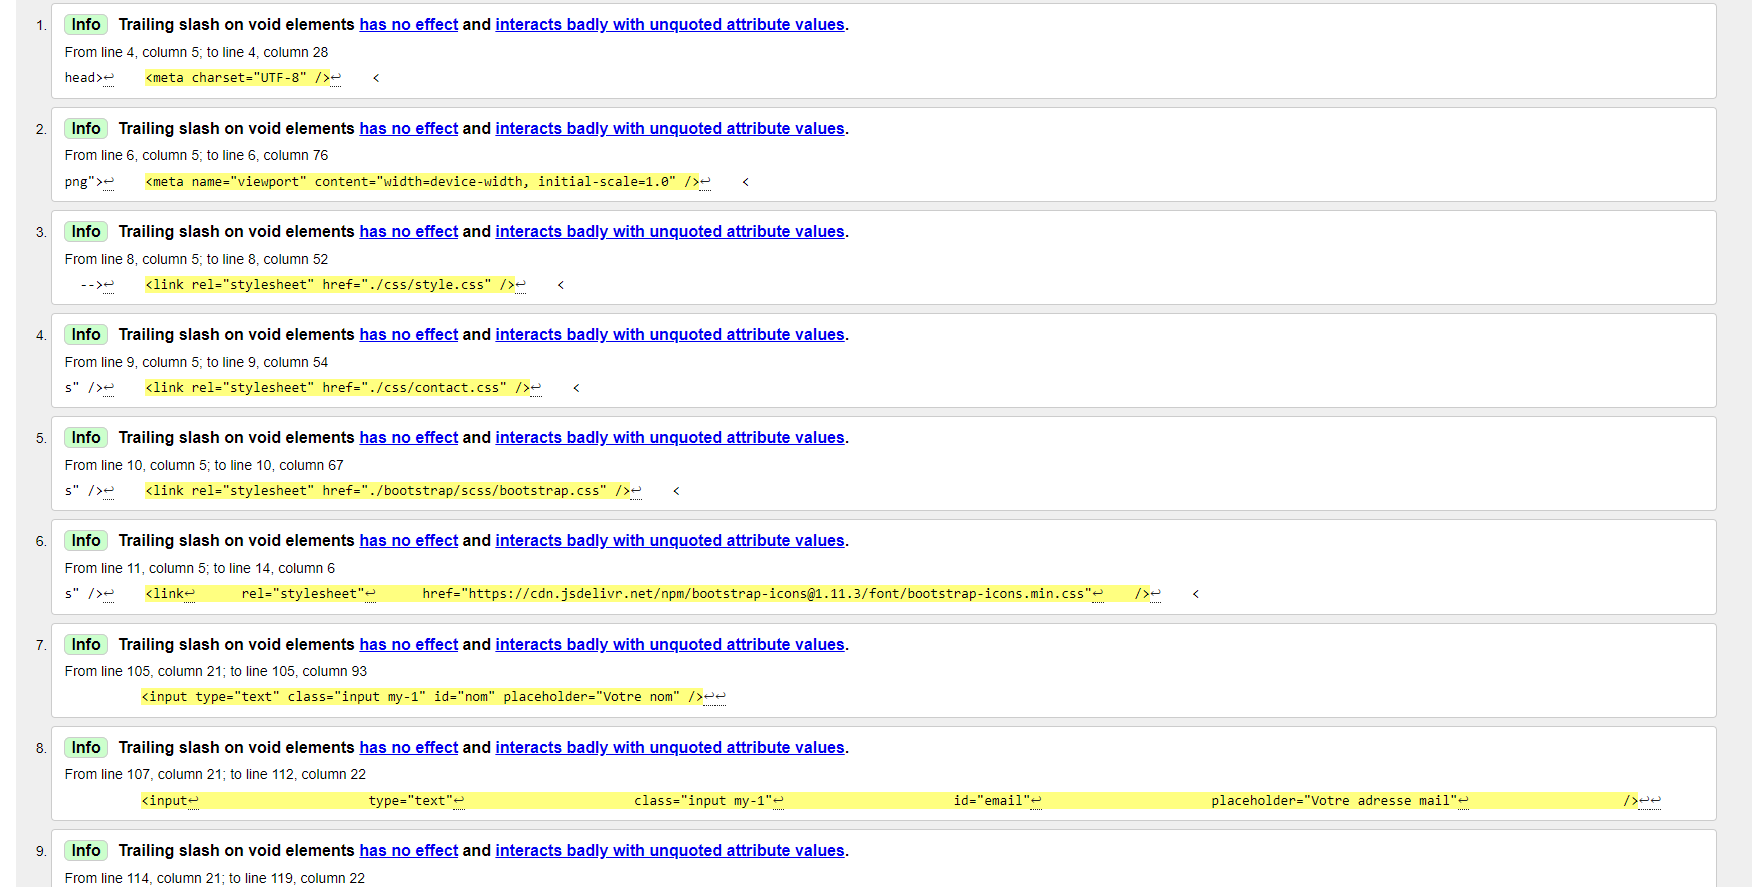 1. Info Trailing slash on void elements has no effect and interacts badly with unquoted attribute values.
From line 4, column 5; to line 4, column 28
head>↩    <meta charset="UTF-8" />↩    <
2. Info Trailing slash on void elements has no effect and interacts badly with unquoted attribute values.
From line 6, column 5; to line 6, column 76
png">↩    <meta name="viewport" content="width=device-width, initial-scale=1.0" />↩    <
3. Info Trailing slash on void elements has no effect and interacts badly with unquoted attribute values.
From line 8, column 5; to line 8, column 52
-->↩    <link rel="stylesheet" href="./css/style.css" />↩    <
4. Info Trailing slash on void elements has no effect and interacts badly with unquoted attribute values.
From line 9, column 5; to line 9, column 54
s" />↩    <link rel="stylesheet" href="./css/contact.css" />↩    <
5. Info Trailing slash on void elements has no effect and interacts badly with unquoted attribute values.
From line 10, column 5; to line 10, column 67
s" />↩    <link rel="stylesheet" href="./bootstrap/scss/bootstrap.css" />↩    <
6. Info Trailing slash on void elements has no effect and interacts badly with unquoted attribute values.
From line 11, column 5; to line 14, column 6
s" />↩    <link↩      rel="stylesheet"↩      href="https://cdn.jsdelivr.net/npm/bootstrap-icons@1.11.3/font/bootstrap-icons.min.css"↩    />↩    <
7. Info Trailing slash on void elements has no effect and interacts badly with unquoted attribute values.
From line 105, column 21; to line 105, column 93
<input type="text" class="input my-1" id="nom" placeholder="Votre nom" />↩↩
8. Info Trailing slash on void elements has no effect and interacts badly with unquoted attribute values.
From line 107, column 21; to line 112, column 22
<input↩                      type="text"↩                      class="input my-1"↩                      id="email"↩                      placeholder="Votre adresse mail"↩                    />↩↩
9. Info Trailing slash on void elements has no effect and interacts badly with unquoted attribute values.
From line 114, column 21; to line 119, column 22